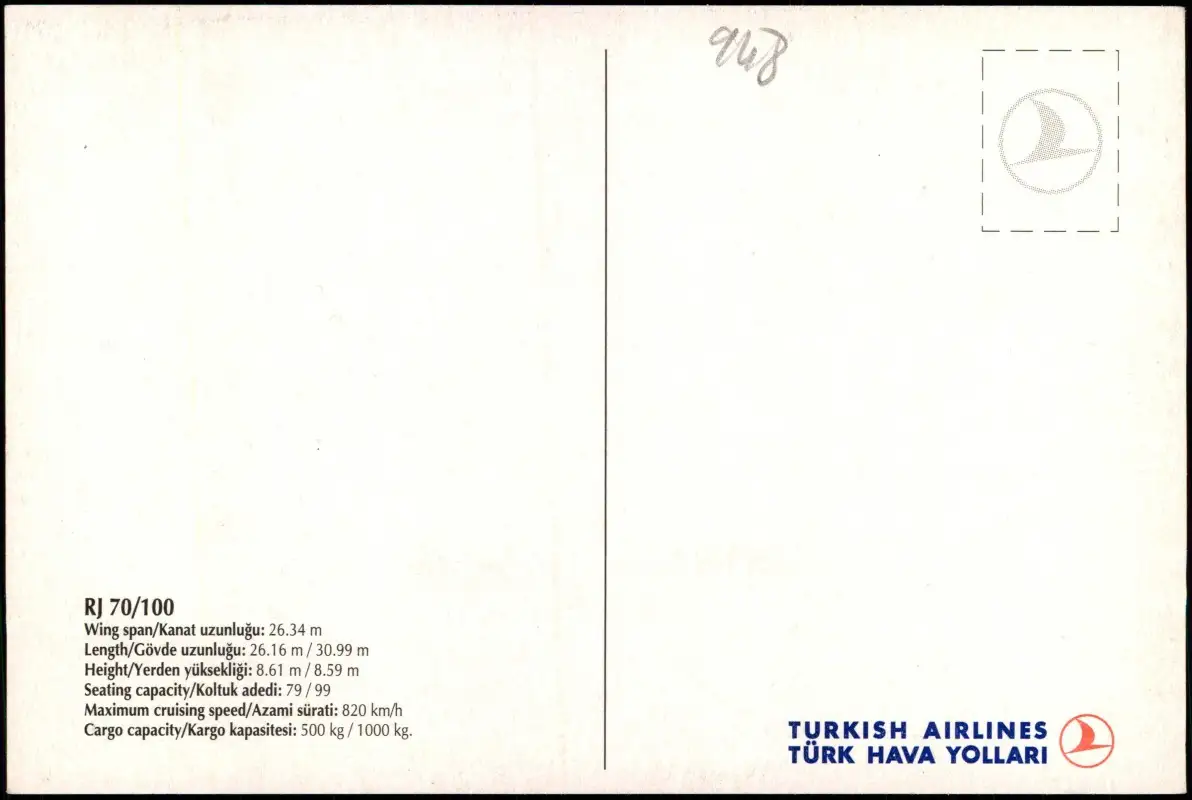 948
RJ 70/100
Wing span/Kanat uzunluğu: 26.34 m
Length/Gövde uzunluğu: 26.16 m / 30.99 m
Height/Yerden yüksekliği: 8.61 m / 8.59 m
Seating capacity/Koltuk adedi: 79 / 99
Maximum cruising speed/Azami sürati: 820 km/h
Cargo capacity/Kargo kapasitesi: 500 kg / 1000 kg.
TURKISH AIRLINES
TÜRK HAVA YOLLARI